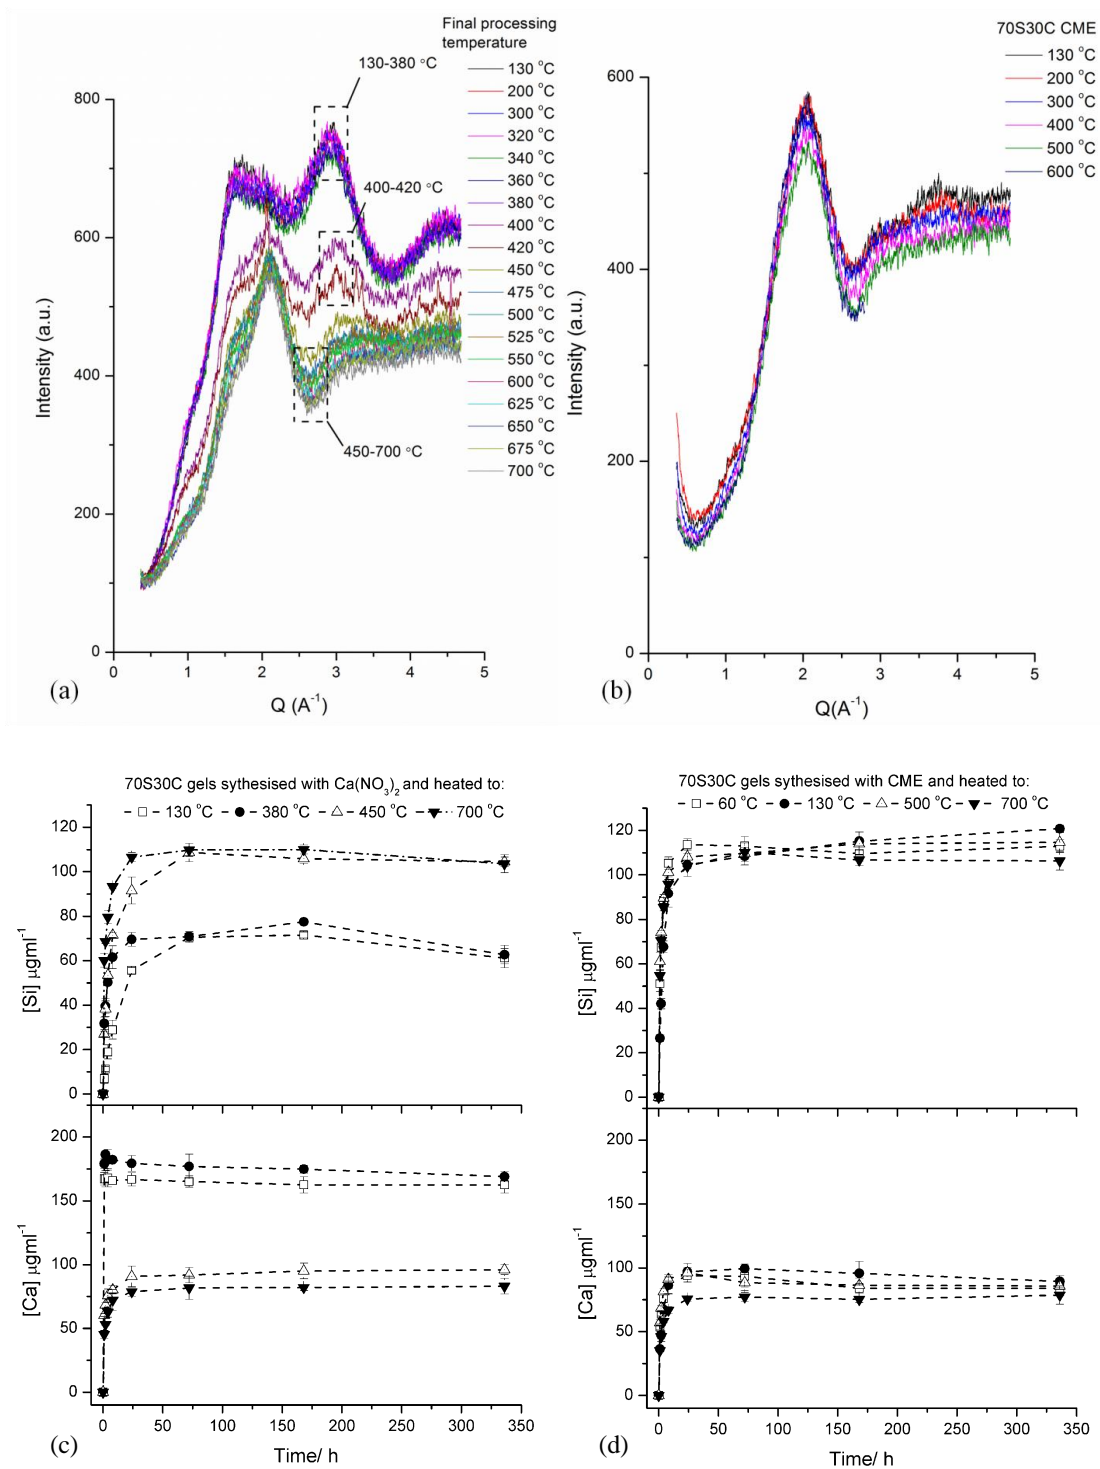 Final processing
temperature
130 °C
200 °C
300 °C
320 °C
340 °C
360 °C
380 °C
400 °C
420 °C
450 °C
475 °C
500 °C
525 °C
550 °C
600 °C
625 °C
650 °C
675 °C
700 °C
130-380 °C
400-420 °C
450-700 °C
800
600
400
200
0
0 1 2 3 4 5
Intensity (a.u.)
Q (A⁻¹)
(a)
70S30C CME
130 °C
200 °C
300 °C
400 °C
500 °C
600 °C
600
400
200
0
0 1 2 3 4 5
Intensity (a.u.)
Q(A⁻¹)
(b)
70S30C gels sythesised with Ca(NO₃)₂ and heated to:
130 °C 380 °C 450 °C 700 °C
120
100
80
60
40
20
0
[Si] μgml⁻¹
200
150
100
50
0
[Ca] μgml⁻¹
0 50 100 150 200 250 300 350
Time/ h
(c)
70S30C gels sythesised with CME and heated to:
60 °C 130 °C 500 °C 700 °C
120
100
80
60
40
20
0
[Si] μgml⁻¹
200
150
100
50
0
[Ca] μgml⁻¹
0 50 100 150 200 250 300 350
Time/ h
(d)